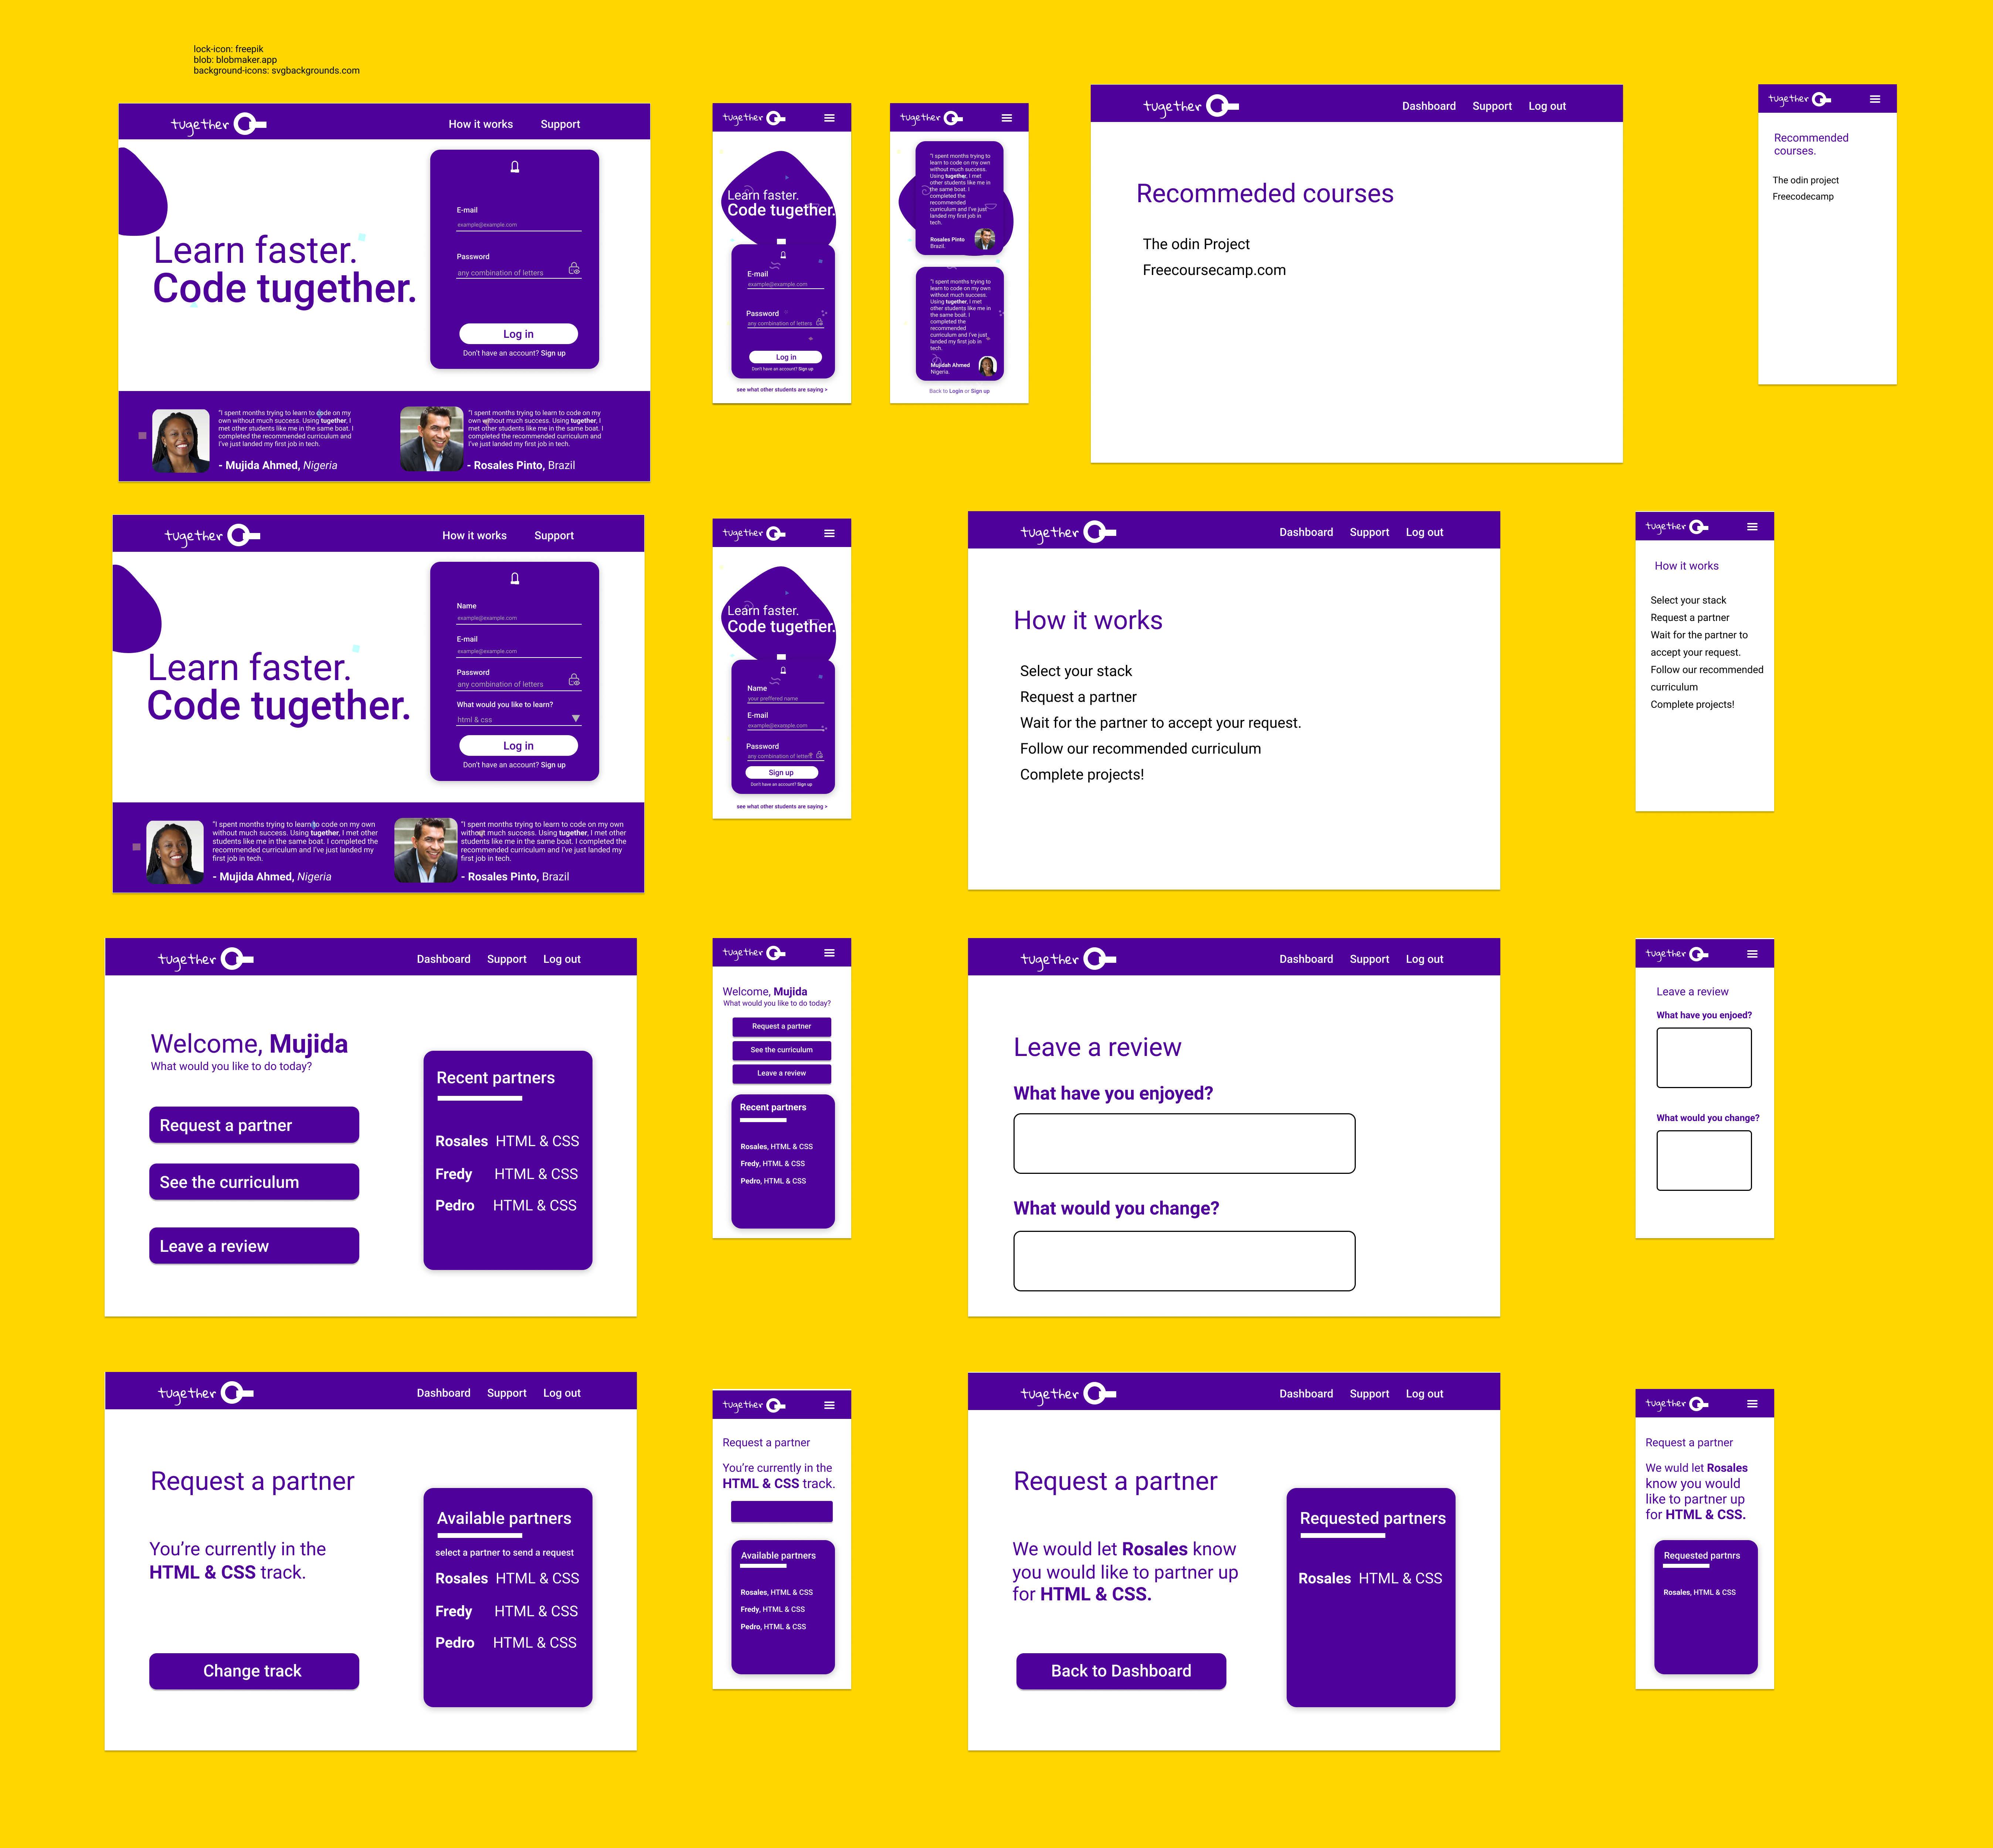 lock-icon: freepik
blob: blobmaker.app
background-icons: svgbackgrounds.com
tugether
How it works Support
Learn faster.
Code tugether.
E-mail
example@example.com
Password
any combination of letters
Log in
Don't have an account? Sign up
"I spent months trying to learn to code on my
own without much success. Using tugether, I
met other students like me in the same boat. I
completed the recommended curriculum and
I've just landed my first job in tech.
- Mujida Ahmed, Nigeria
"I spent months trying to learn to code on my
own without much success. Using tugether, I
met other students like me in the same boat. I
completed the recommended curriculum and
I've just landed my first job in tech.
- Rosales Pinto, Brazil
tugether
Learn faster.
Code tugether.
E-mail
example@example.com
Password
any combination of letters
Log in
Don't have an account? Sign up
see what other students are saying >
tugether
"I spent months trying to
learn to code on my own
without much success.
Using tugether, I met
other students like me in
the same boat. I
completed the
recommended
curriculum and I've just
landed my first job in
tech.
Rosales Pinto
Brazil.
"I spent months trying to
learn to code on my own
without much success.
Using tugether, I met
other students like me in
the same boat. I
completed the
recommended
curriculum and I've just
landed my first job in
tech.
Mujidah Ahmed
Nigeria.
Back to Login or Sign up
tugether
Dashboard Support Log out
Recommeded courses
The odin Project
Freecoursecamp.com
tugether
Recommended
courses.
The odin project
Freecodecamp
tugether
How it works Support
Learn faster.
Code tugether.
Name
example@example.com
E-mail
example@example.com
Password
any combination of letters
What would you like to learn?
html & css
Log in
Don't have an account? Sign up
"I spent months trying to learn to code on my own
without much success. Using tugether, I met other
students like me in the same boat. I completed the
recommended curriculum and I've just landed my
first job in tech.
- Mujida Ahmed, Nigeria
"I spent months trying to learn to code on my own
without much success. Using tugether, I met other
students like me in the same boat. I completed the
recommended curriculum and I've just landed my
first job in tech.
- Rosales Pinto, Brazil
tugether
Learn faster.
Code tugether.
Name
your preffered name
E-mail
example@example.com
Password
any combination of letters
Sign up
Don't have an account? Sign up
see what other students are saying >
tugether
Dashboard Support Log out
How it works
Select your stack
Request a partner
Wait for the partner to accept your request.
Follow our recommended curriculum
Complete projects!
tugether
How it works
Select your stack
Request a partner
Wait for the partner to
accept your request.
Follow our recommended
curriculum
Complete projects!
tugether
Dashboard Support Log out
Welcome, Mujida
What would you like to do today?
Request a partner
See the curriculum
Leave a review
Recent partners
Rosales HTML & CSS
Fredy HTML & CSS
Pedro HTML & CSS
tugether
Welcome, Mujida
What would you like to do today?
Request a partner
See the curriculum
Leave a review
Recent partners
Rosales, HTML & CSS
Fredy, HTML & CSS
Pedro, HTML & CSS
tugether
Dashboard Support Log out
Leave a review
What have you enjoyed?
What would you change?
tugether
Leave a review
What have you enjoed?
What would you change?
tugether
Dashboard Support Log out
Request a partner
You're currently in the
HTML & CSS track.
Change track
Available partners
select a partner to send a request
Rosales HTML & CSS
Fredy HTML & CSS
Pedro HTML & CSS
tugether
Request a partner
You're currently in the
HTML & CSS track.
Available partners
Rosales, HTML & CSS
Fredy, HTML & CSS
Pedro, HTML & CSS
tugether
Dashboard Support Log out
Request a partner
We would let Rosales know
you would like to partner up
for HTML & CSS.
Back to Dashboard
Requested partners
Rosales HTML & CSS
tugether
Request a partner
We wuld let Rosales
know you would
like to partner up
for HTML & CSS.
Requested partnrs
Rosales, HTML & CSS